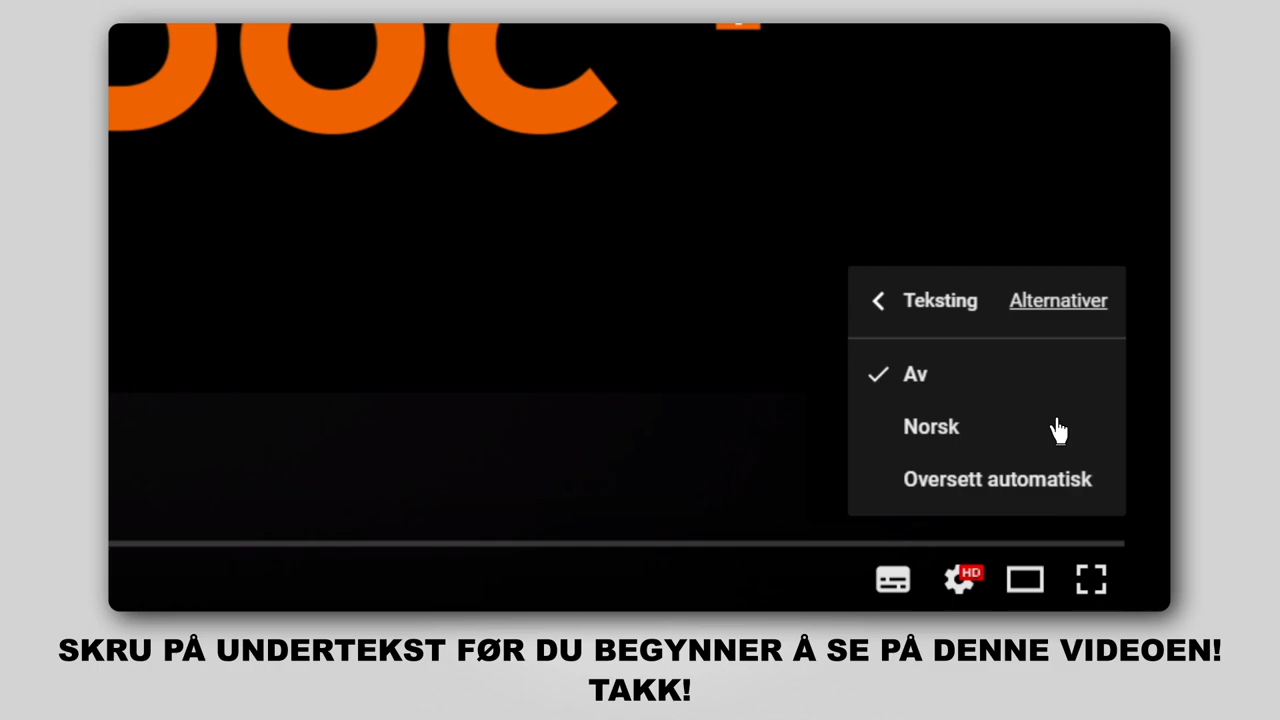 Teksting Alternativer
Av
Norsk
Oversett automatisk
HD
SKRU PÅ UNDERTEKST FØR DU BEGYNNER Å SE PÅ DENNE VIDEOEN!
TAKK!